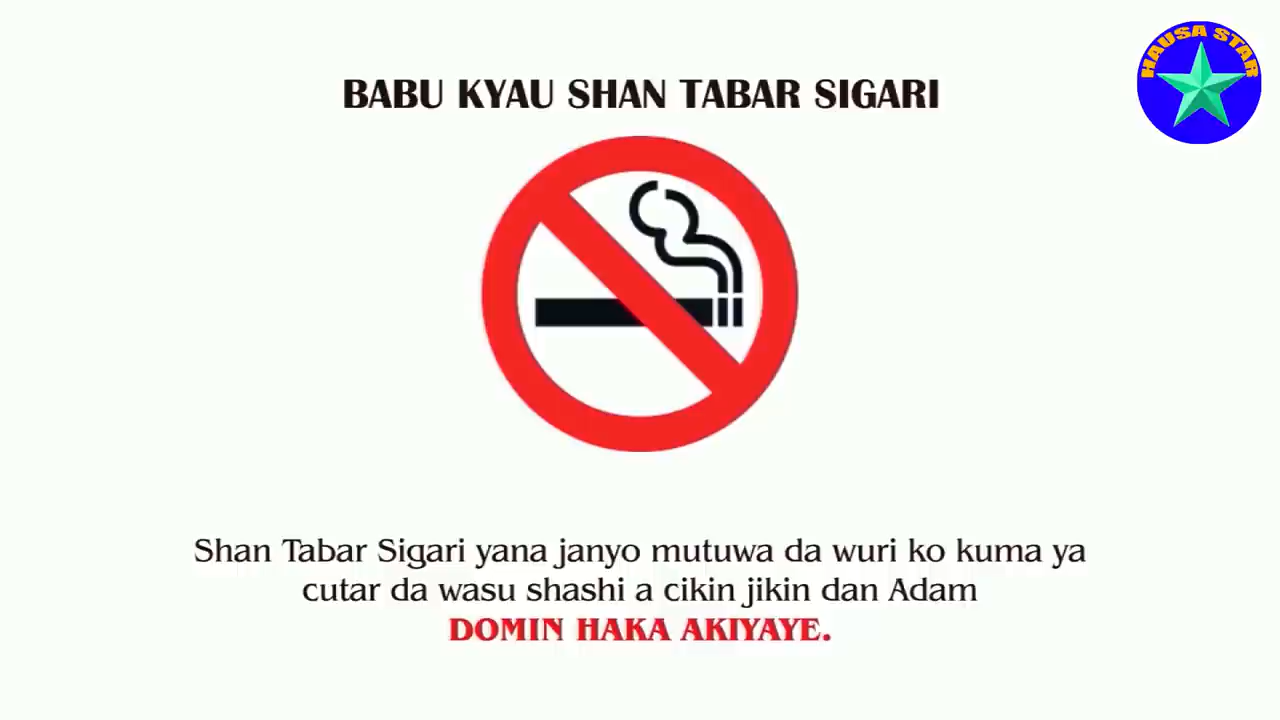 HAUSA STAR
BABU KYAU SHAN TABAR SIGARI
Shan Tabar Sigari yana janyo mutuwa da wuri ko kuma ya
cutar da wasu shashi a cikin jikin dan Adam
DOMIN HAKA AKIYAYE.